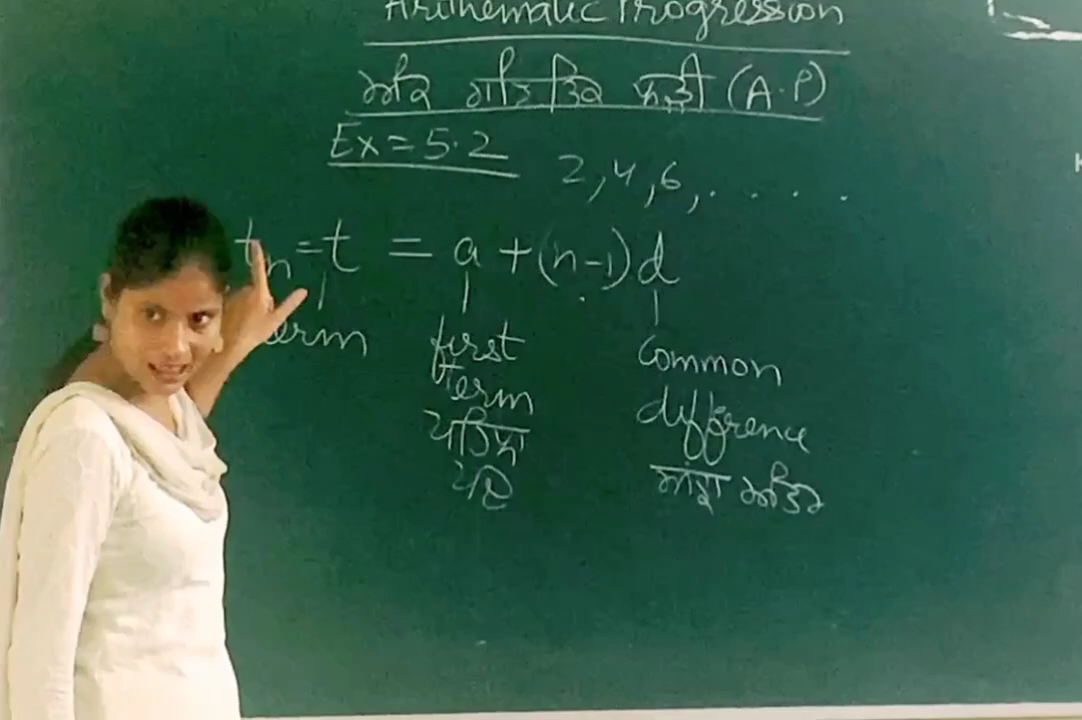 Arithematic Progression
ਅੰਕ ਗਣਿਤਿਕ ਲੜੀ (A.P)
Ex = 5.2
2, 4, 6, . . . .
tn = t = a + (n-1) d
term first common
term difference
ਪਹਿਲਾ ਸਾਂਝਾ ਅੰਤਰ
ਪਦ